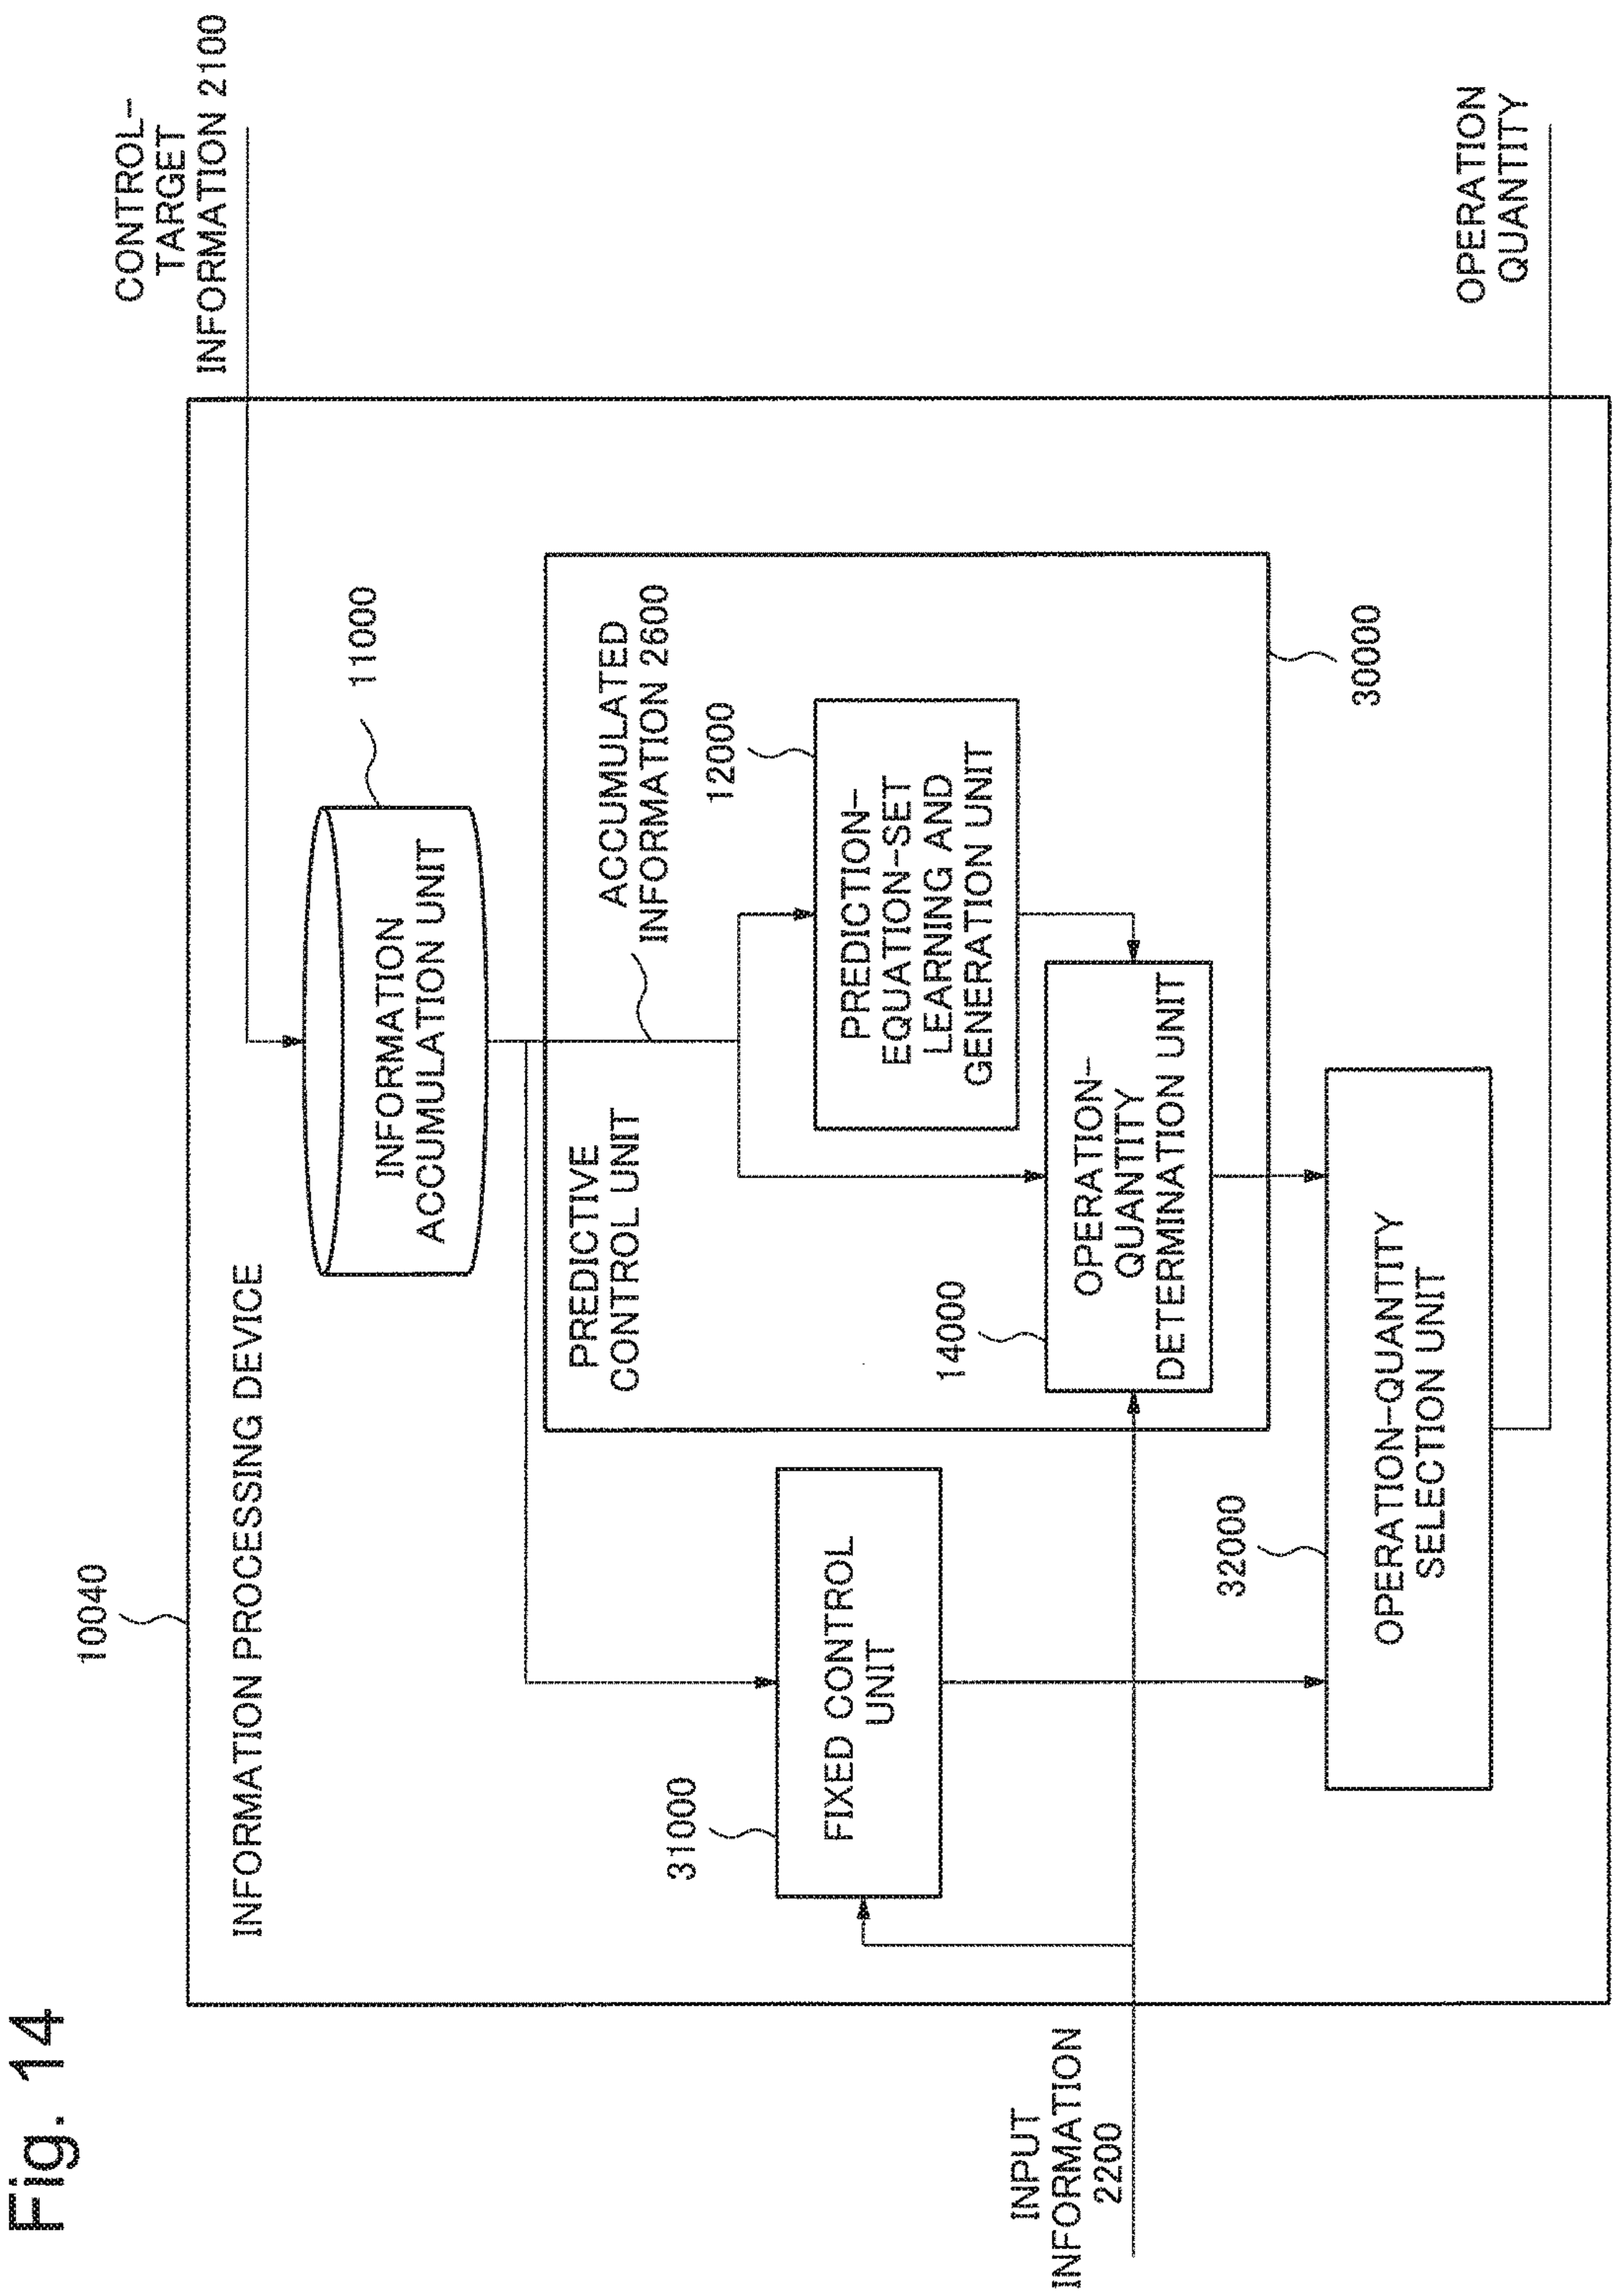 Fig. 14
10040
INFORMATION PROCESSING DEVICE
CONTROL-
TARGET
INFORMATION 2100
11000
INFORMATION
ACCUMULATION UNIT
PREDICTIVE
CONTROL UNIT
ACCUMULATED
INFORMATION 2600
12000
PREDICTION-
EQUATION-SET
LEARNING AND
GENERATION UNIT
31000
FIXED CONTROL
UNIT
14000
OPERATION-
QUANTITY
DETERMINATION UNIT
30000
INPUT
INFORMATION
2200
32000
OPERATION-QUANTITY
SELECTION UNIT
OPERATION
QUANTITY